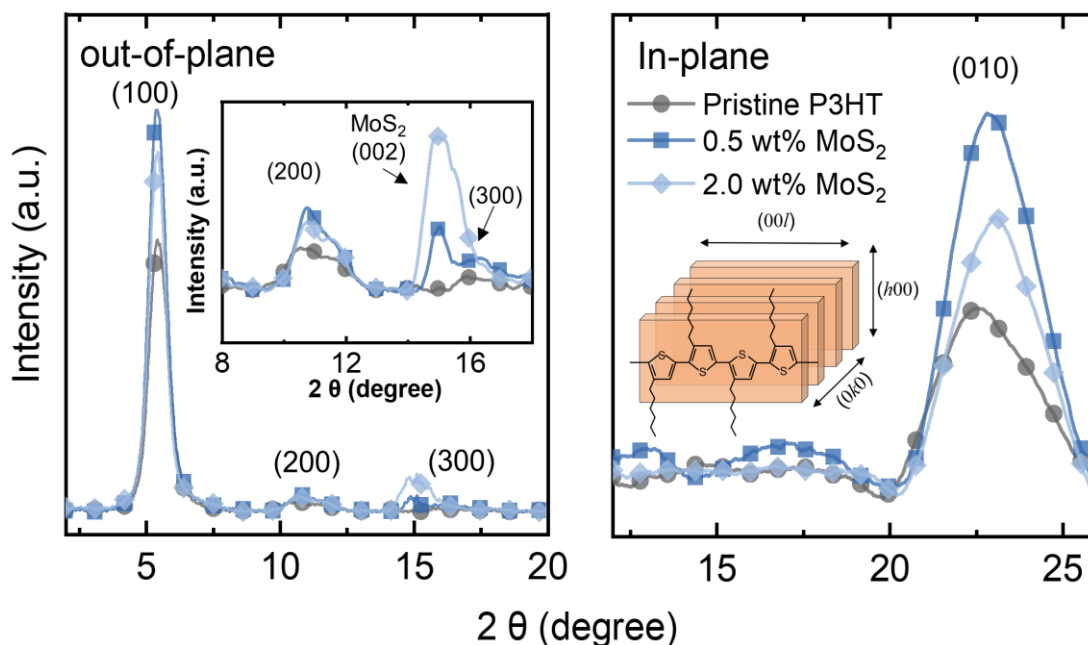 out-of-plane
(100)
MoS₂
(002)
(200)
(300)
Intensity (a.u.)
8 12 16
2 θ (degree)
(200)
(300)
Intensity (a.u.)
5 10 15 20
In-plane
(010)
Pristine P3HT
0.5 wt% MoS₂
2.0 wt% MoS₂
(00l)
(h00)
(0k0)
S S S S
15 20 25
2 θ (degree)